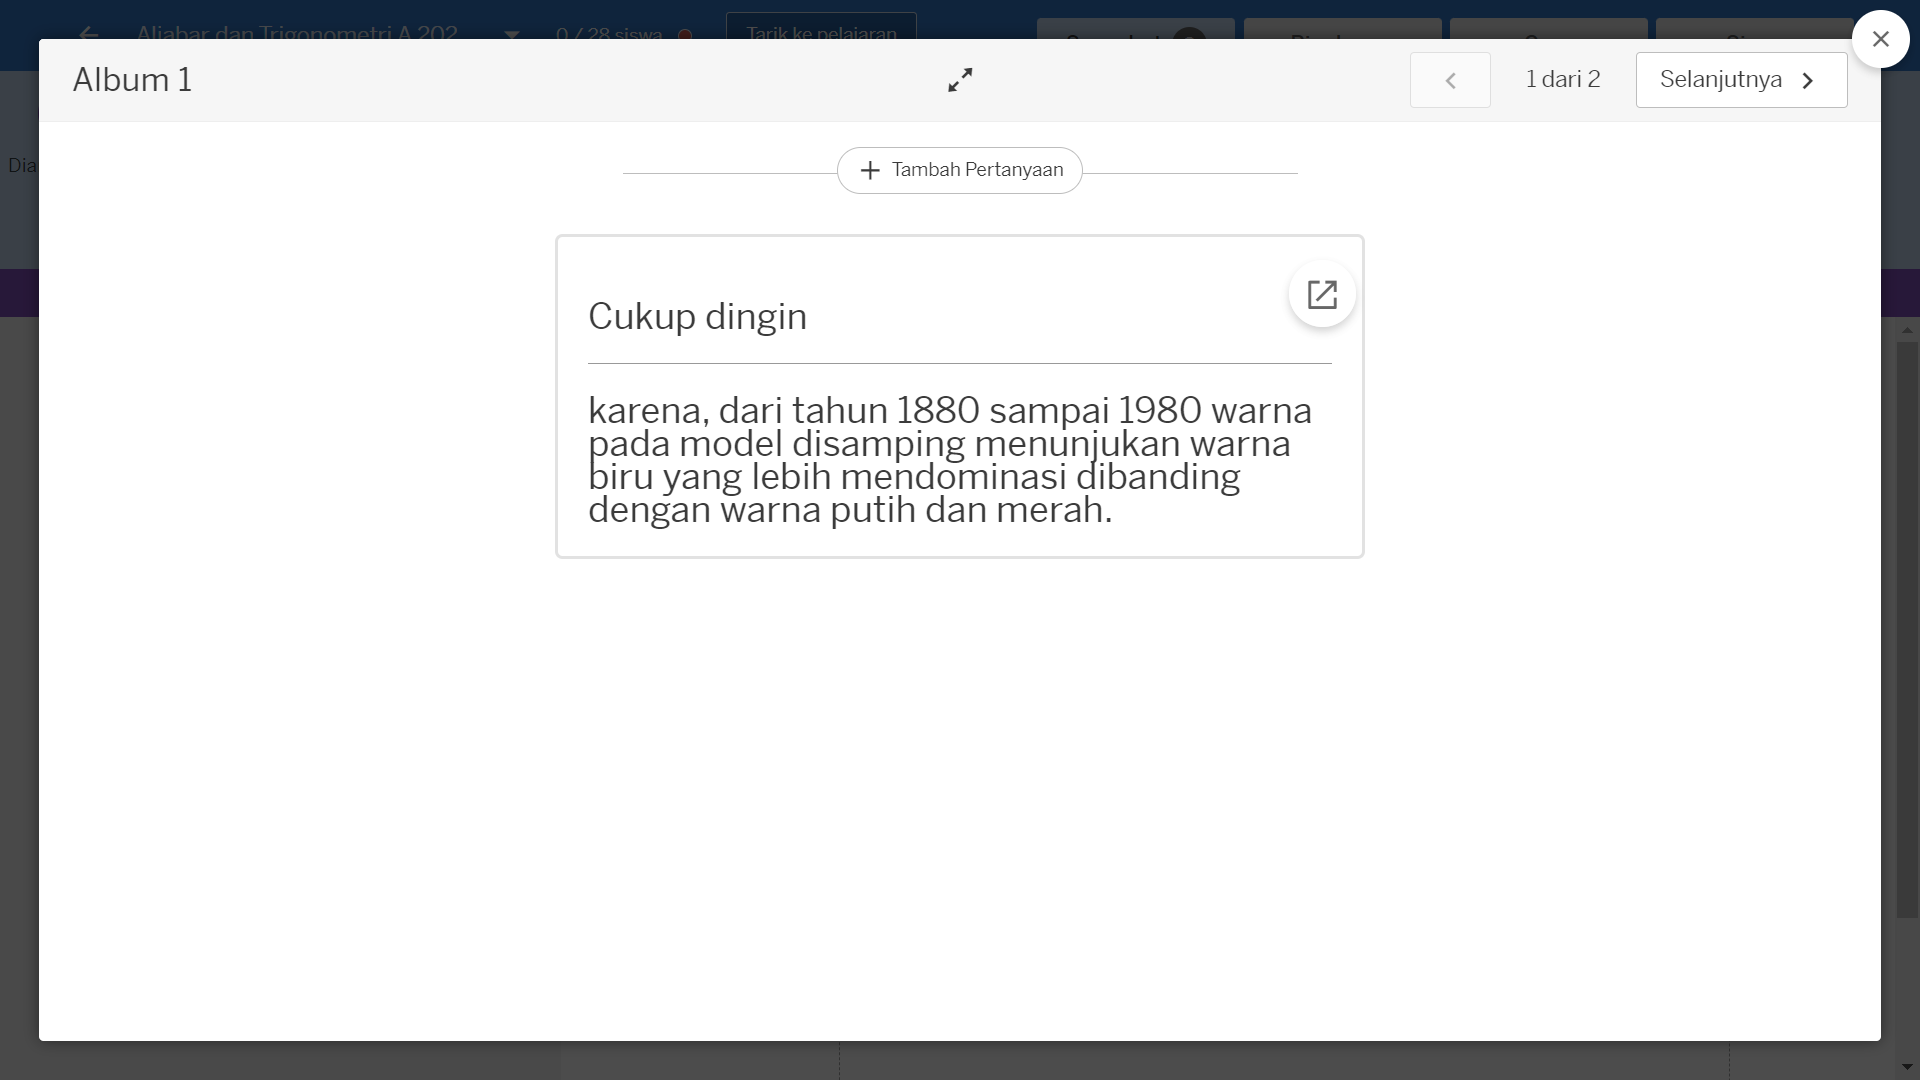 Aljabar dan Trigonometri A 202
0 / 28 siswa
Tarik ke pelajaran
Album 1
1 dari 2
Selanjutnya
Dia
Tambah Pertanyaan
Cukup dingin
karena, dari tahun 1880 sampai 1980 warna
pada model disamping menunjukan warna
biru yang lebih mendominasi dibanding
dengan warna putih dan merah.